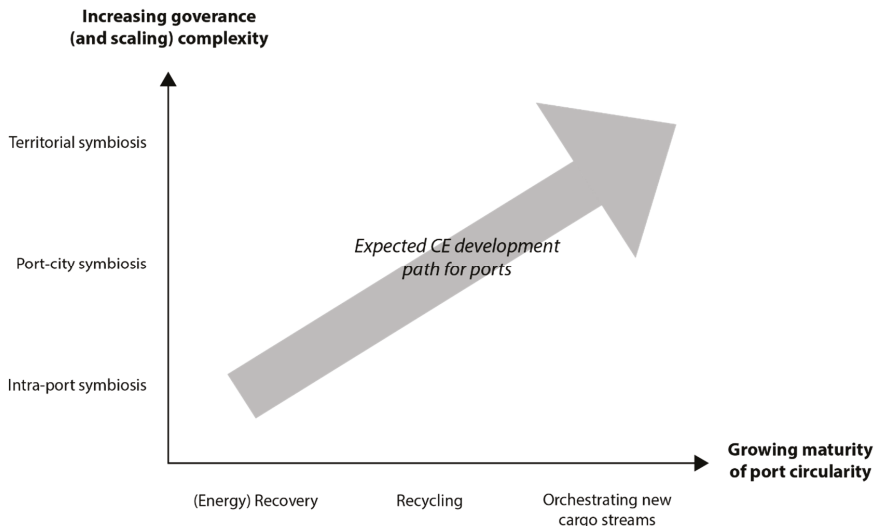 Increasing goverance
(and scaling) complexity
Territorial symbiosis
Expected CE development
path for ports
Port-city symbiosis
Intra-port symbiosis
Growing maturity
of port circularity
(Energy) Recovery
Recycling
Orchestrating new
cargo streams